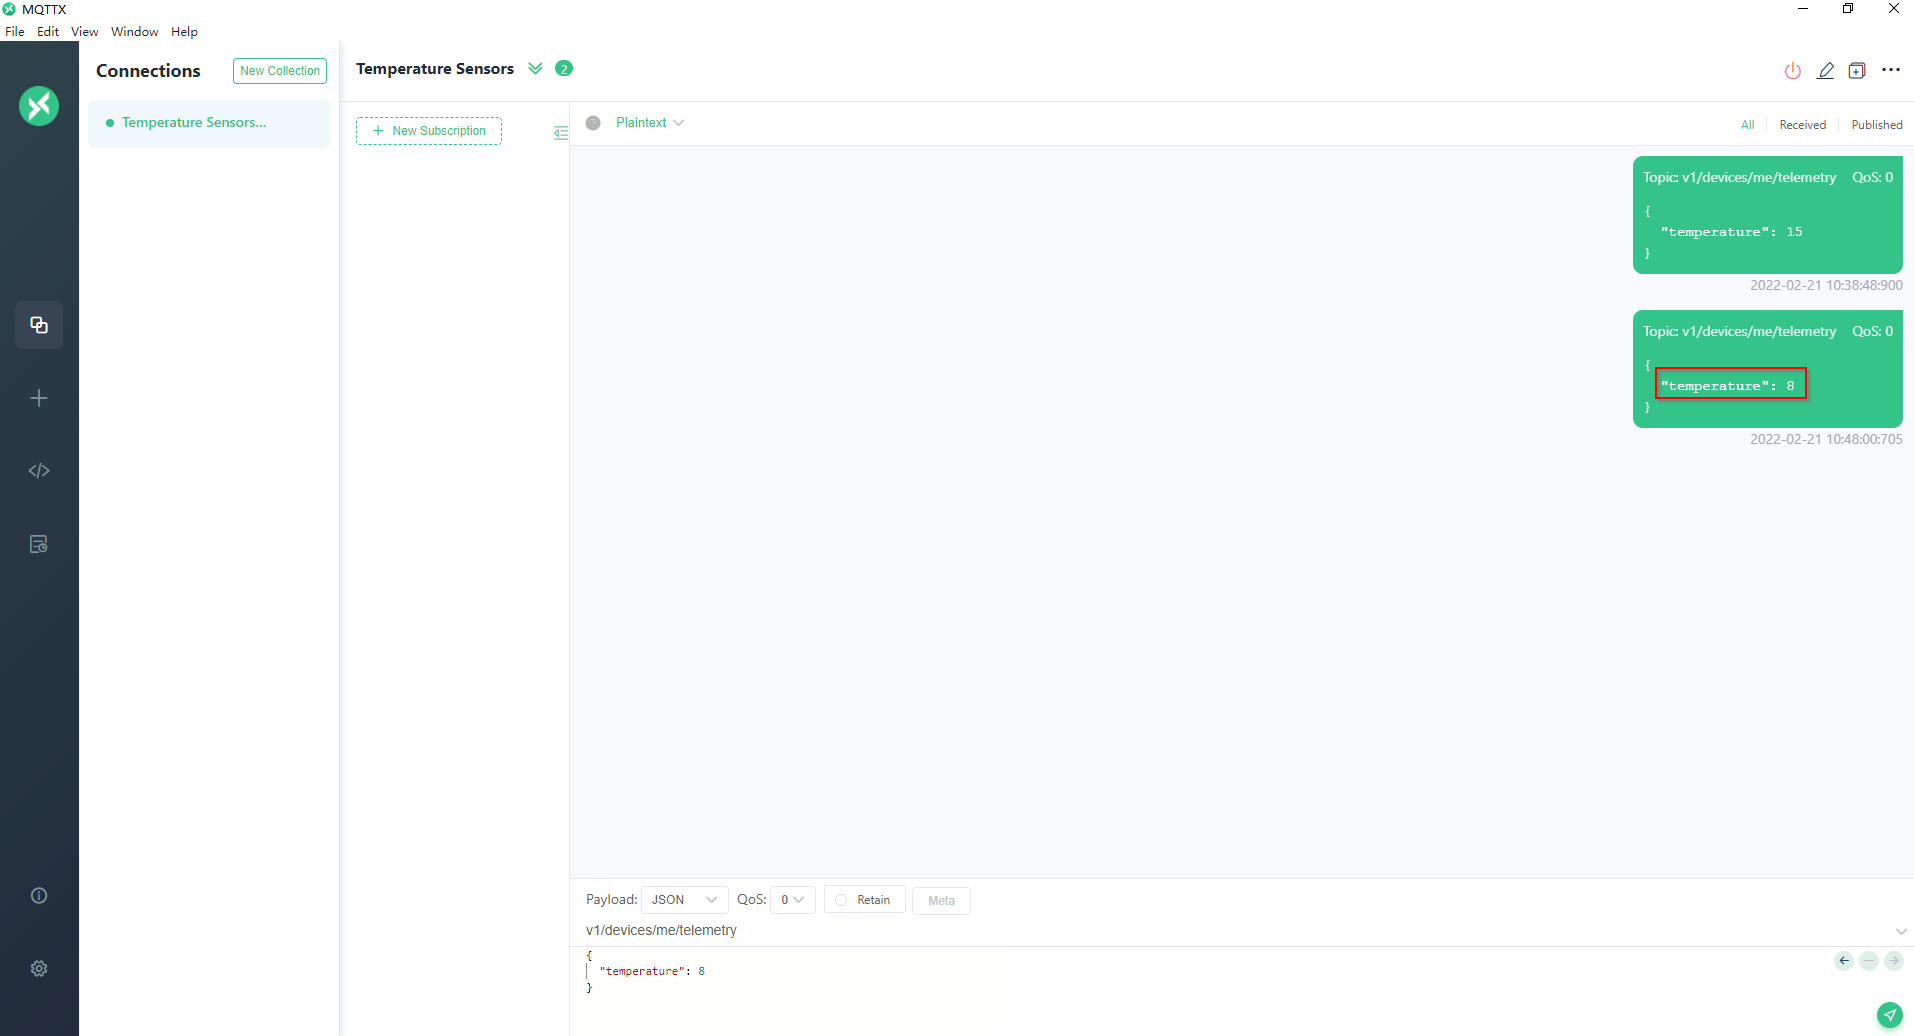 MQTTX
File Edit View Window Help
Connections
New Collection
Temperature Sensors...
Temperature Sensors 2
+ New Subscription
? Plaintext
All Received Published
Topic: v1/devices/me/telemetry QoS: 0
{
"temperature": 15
}
2022-02-21 10:38:48:900
Topic: v1/devices/me/telemetry QoS: 0
{
"temperature": 8
}
2022-02-21 10:48:00:705
Payload: JSON QoS: 0 Retain Meta
v1/devices/me/telemetry
{
"temperature": 8
}